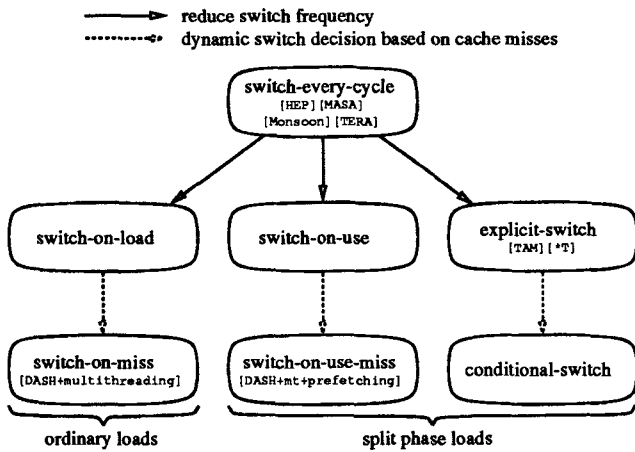 reduce switch frequency
dynamic switch decision based on cache misses
switch-every-cycle
[HEP][MASA]
[Monsoon][TERA]
switch-on-load
switch-on-use
explicit-switch
[TAM][*T]
switch-on-miss
[DASH+multithreading]
switch-on-use-miss
[DASH+mt+prefetching]
conditional-switch
ordinary loads
split phase loads